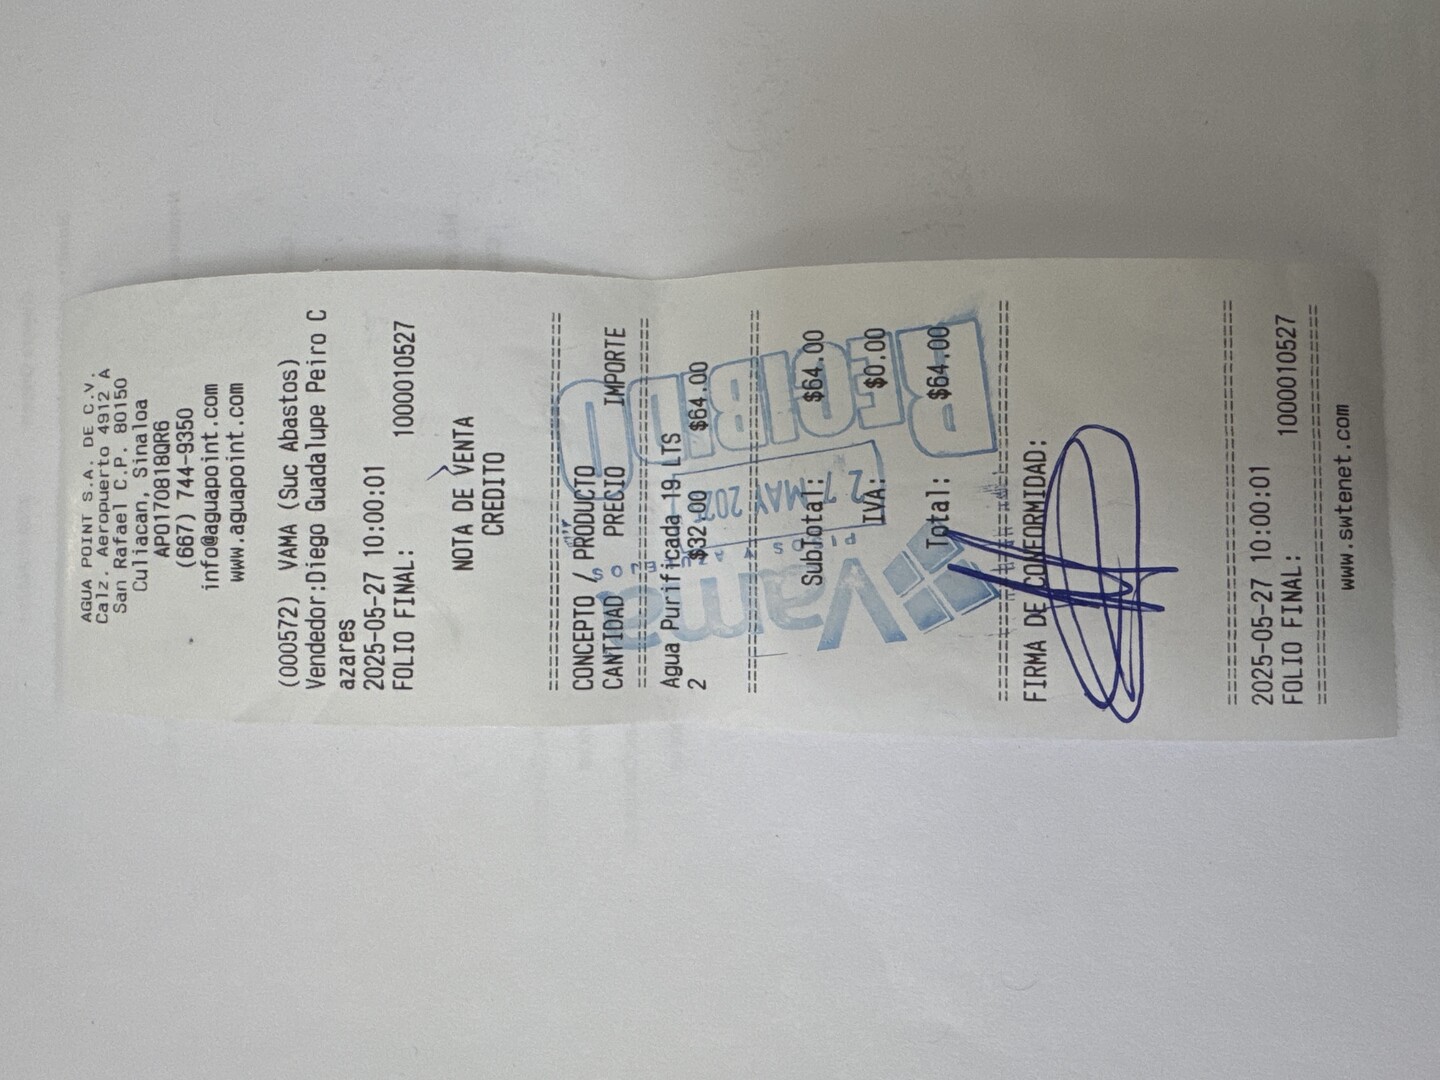 AGUA POINT S.A. DE C.V.
Calz. Aeropuerto 4912 A
San Rafael C.P. 80150
Culiacan, Sinaloa
APO170818QR6
(667) 744-9350
info@aguapoint.com
www.aguapoint.com
(000572) VAMA (Suc Abastos)
Vendedor:Diego Guadalupe Peiro C
azares
2025-05-27 10:00:01
FOLIO FINAL: 1000010527
NOTA DE VENTA
CREDITO
CONCEPTO / PRODUCTO
CANTIDAD PRECIO IMPORTE
Agua Purificada 19 LTS
2 $32.00 $64.00
SubTotal: $64.00
IVA: $0.00
Total: $64.00
RECIBIDO
27 MAY
Vama
FIRMA DE CONFORMIDAD:
2025-05-27 10:00:01
FOLIO FINAL: 1000010527
www.swtenet.com